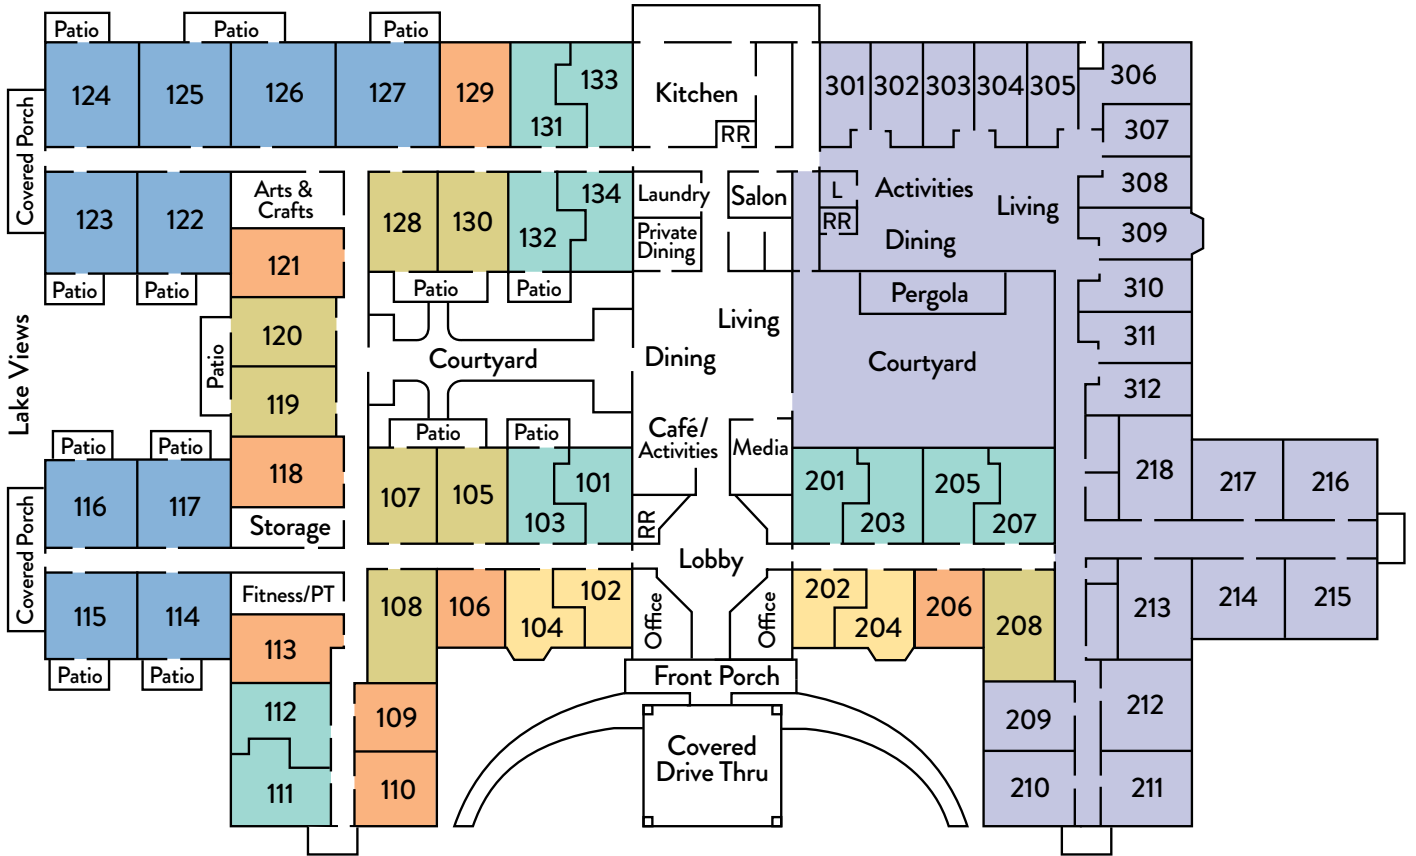 Patio
Patio
Patio
124
125
126
127
129
131
133
Kitchen
RR
301
302
303
304
305
306
307
Covered Porch
123
122
Arts &
Crafts
128
130
132
134
Laundry
Private
Dining
Salon
L
RR
Activities
Living
Dining
308
309
121
Patio
Patio
Patio
Patio
Pergola
310
Lake Views
Patio
120
119
Courtyard
Living
Dining
Courtyard
311
312
Patio
Patio
118
Patio
Patio
Café/
Activities
Media
116
117
Storage
107
105
103
101
RR
201
203
205
207
218
217
216
Covered Porch
Lobby
115
114
Fitness/PT
108
106
104
102
Office
Office
202
204
206
208
213
214
215
113
Patio
Patio
Front Porch
112
109
209
212
Covered
Drive Thru
111
110
210
211